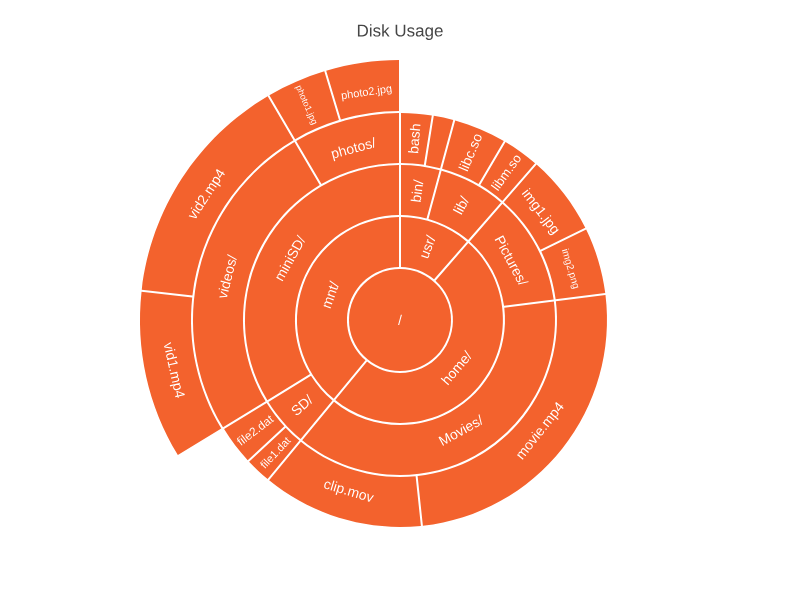 Disk Usage
/
usr/
home/
mnt/
bin/
lib/
Pictures/
Movies/
SD/
miniSD/
bash
libc.so
libm.so
img1.jpg
img2.png
movie.mp4
clip.mov
file1.dat
file2.dat
videos/
photos/
vid1.mp4
vid2.mp4
photo1.jpg
photo2.jpg